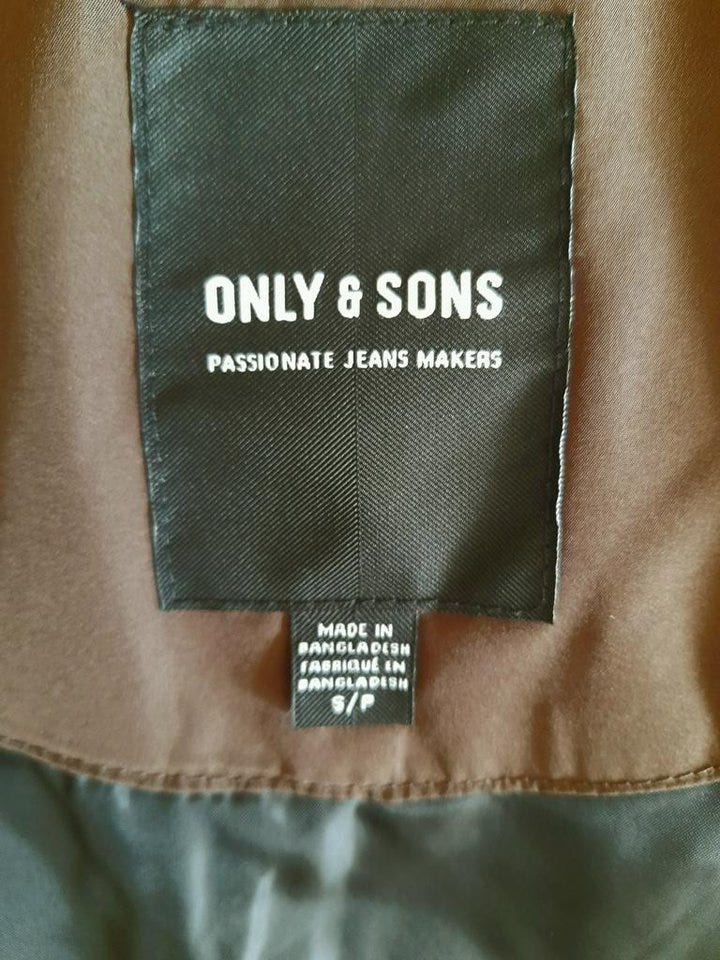 ONLY & SONS
PASSIONATE JEANS MAKERS
MADE IN
BANGLADESH
FABRIQUÉ EN
BANGLADESH
S/P